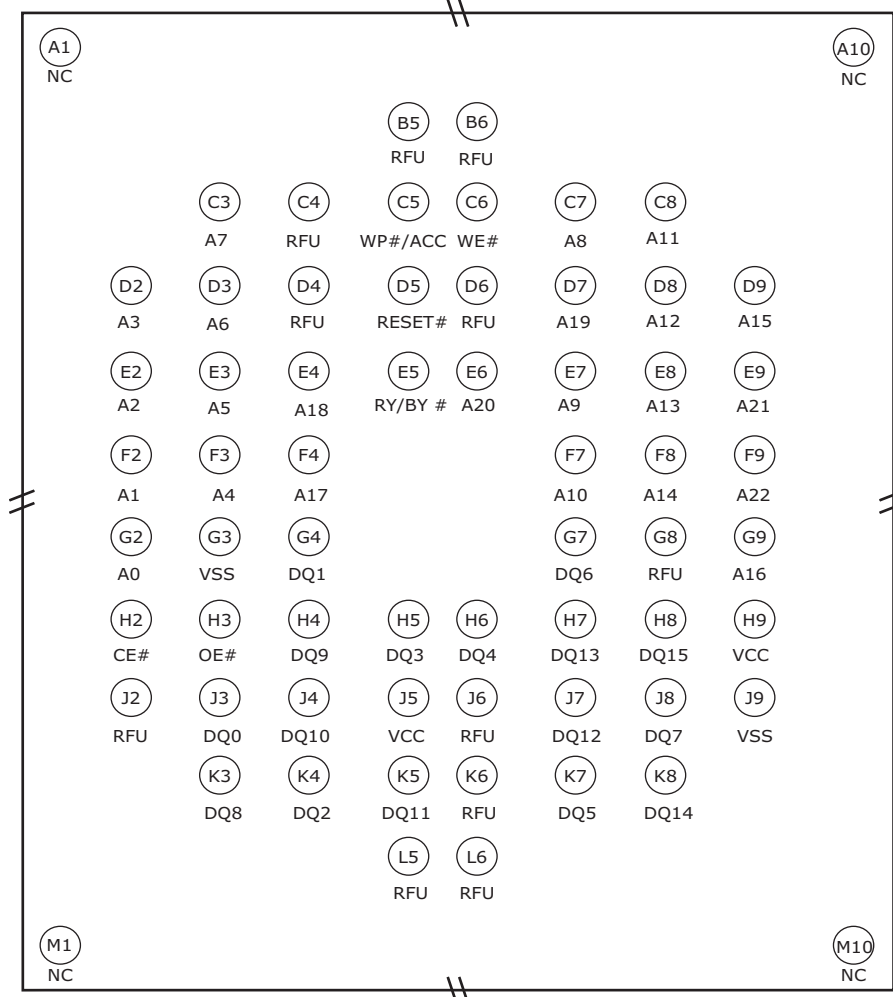 A1 A10
NC NC
B5 B6
RFU RFU
C3 C4 C5 C6 C7 C8
A7 RFU WP#/ACC WE# A8 A11
D2 D3 D4 D5 D6 D7 D8 D9
A3 A6 RFU RESET# RFU A19 A12 A15
E2 E3 E4 E5 E6 E7 E8 E9
A2 A5 A18 RY/BY # A20 A9 A13 A21
F2 F3 F4 F7 F8 F9
A1 A4 A17 A10 A14 A22
G2 G3 G4 G7 G8 G9
A0 VSS DQ1 DQ6 RFU A16
H2 H3 H4 H5 H6 H7 H8 H9
CE# OE# DQ9 DQ3 DQ4 DQ13 DQ15 VCC
J2 J3 J4 J5 J6 J7 J8 J9
RFU DQ0 DQ10 VCC RFU DQ12 DQ7 VSS
K3 K4 K5 K6 K7 K8
DQ8 DQ2 DQ11 RFU DQ5 DQ14
L5 L6
RFU RFU
M1 M10
NC NC